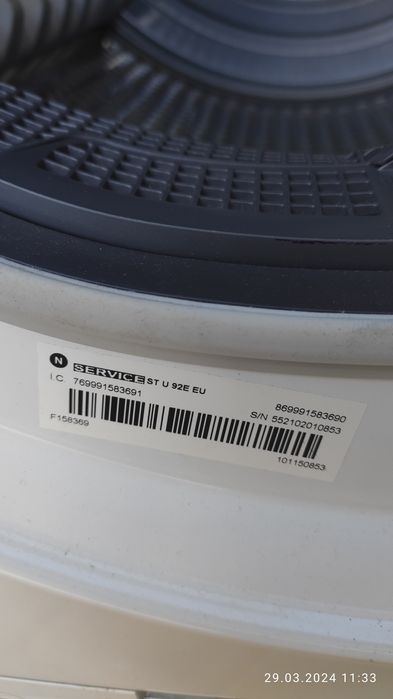 N SERVICE ST U 92E EU
I.C. 769991583691
869991583690
S/N 552102010853
F158369
101150853
29.03.2024 11:33